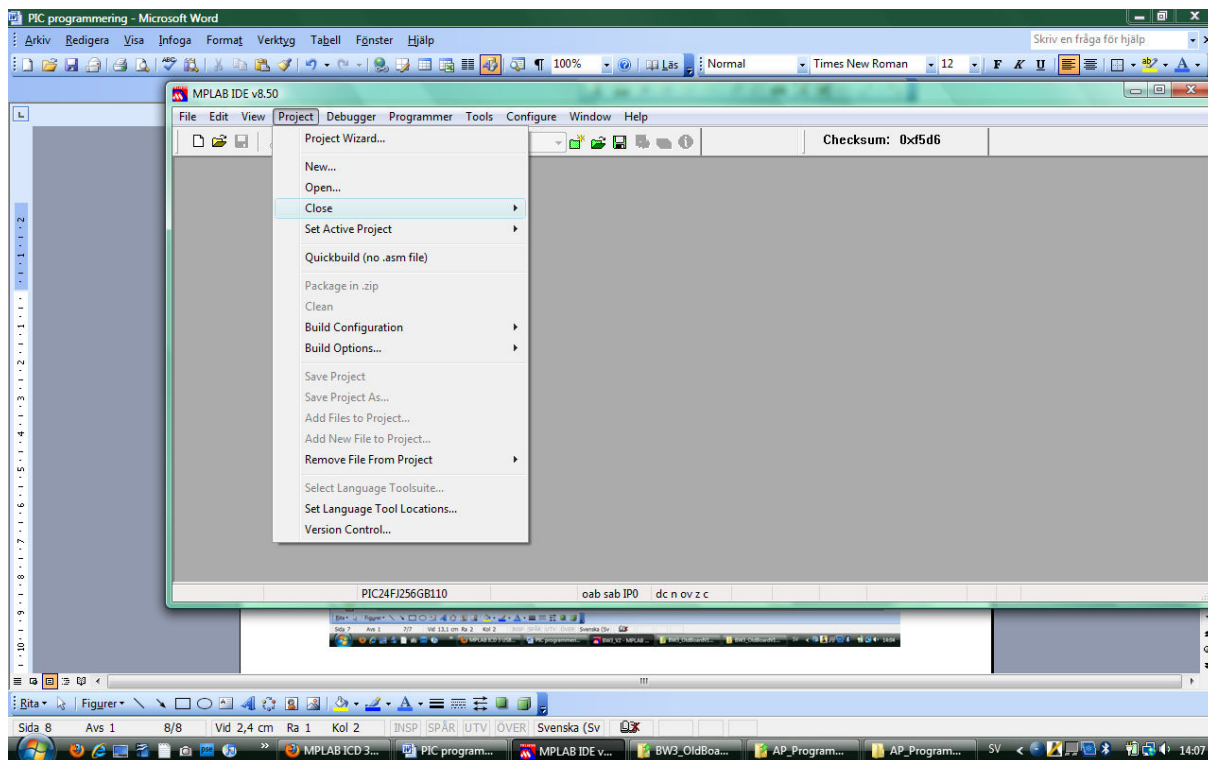 PIC programmering - Microsoft Word
Arkiv Redigera Visa Infoga Format Verktyg Tabell Fönster Hjälp Skriv en fråga för hjälp
100% Läs Normal Times New Roman 12 F K U
MPLAB IDE v8.50
File Edit View Project Debugger Programmer Tools Configure Window Help
Checksum: 0xf5d6
Project Wizard...
New...
Open...
Close
Set Active Project
Quickbuild (no .asm file)
Package in .zip
Clean
Build Configuration
Build Options...
Save Project
Save Project As...
Add Files to Project...
Add New File to Project...
Remove File From Project
Select Language Toolsuite...
Set Language Tool Locations...
Version Control...
PIC24FJ256GB110 oab sab IP0 dc n ov z c
Rita Figurer
Sida 8 Avs 1 8/8 Vid 2,4 cm Ra 1 Kol 2 INSP SPÅR UTV ÖVER Svenska (Sv
MPLAB ICD 3... PIC program... MPLAB IDE v... BW3_OldBoa... AP_Program... AP_Program... SV 14:07